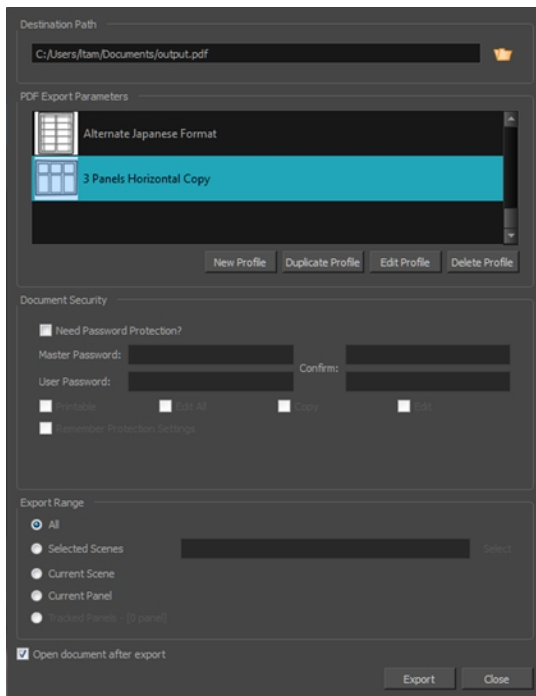 Destination Path
C:/Users/ltam/Documents/output.pdf
PDF Export Parameters
Alternate Japanese Format
3 Panels Horizontal Copy
New Profile Duplicate Profile Edit Profile Delete Profile
Document Security
Need Password Protection?
Master Password:
Confirm:
User Password:
Printable Edit All Copy Edit
Remember Protection Settings
Export Range
All
Selected Scenes Select
Current Scene
Current Panel
Tracked Panels - [0 panel]
Open document after export
Export Close